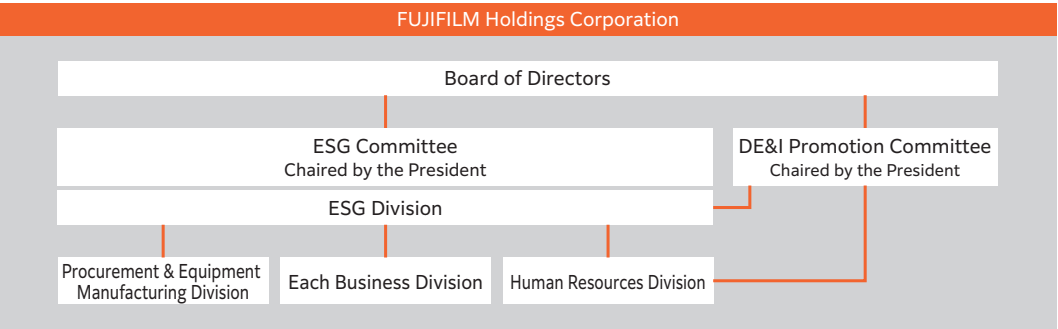 FUJIFILM Holdings Corporation
Board of Directors
ESG Committee
Chaired by the President
DE&I Promotion Committee
Chaired by the President
ESG Division
Procurement & Equipment
Manufacturing Division
Each Business Division
Human Resources Division